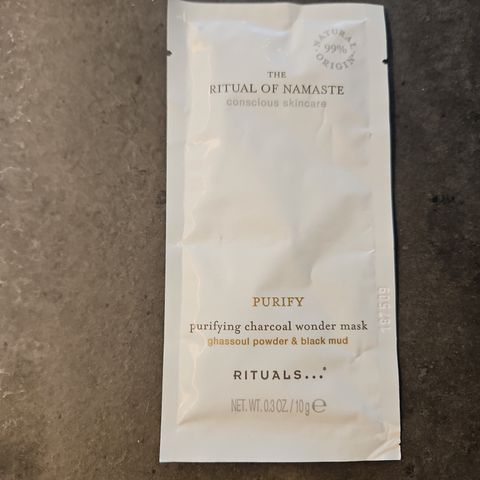 NATURAL
99%
ORIGIN
THE
RITUAL OF NAMASTE
conscious skincare
PURIFY
purifying charcoal wonder mask
ghassoul powder & black mud
RITUALS...®
NET. WT. 0.3 OZ. / 10 g ℮